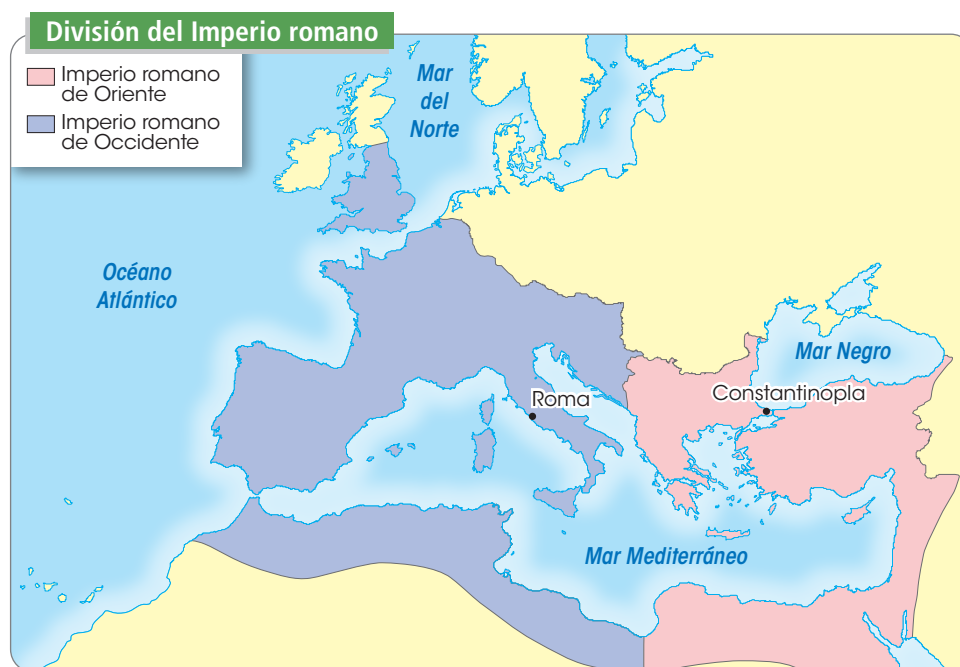 División del Imperio romano
Imperio romano
de Oriente
Imperio romano
de Occidente
Mar
del
Norte
Océano
Atlántico
Mar Negro
Constantinopla
Roma
Mar Mediterráneo